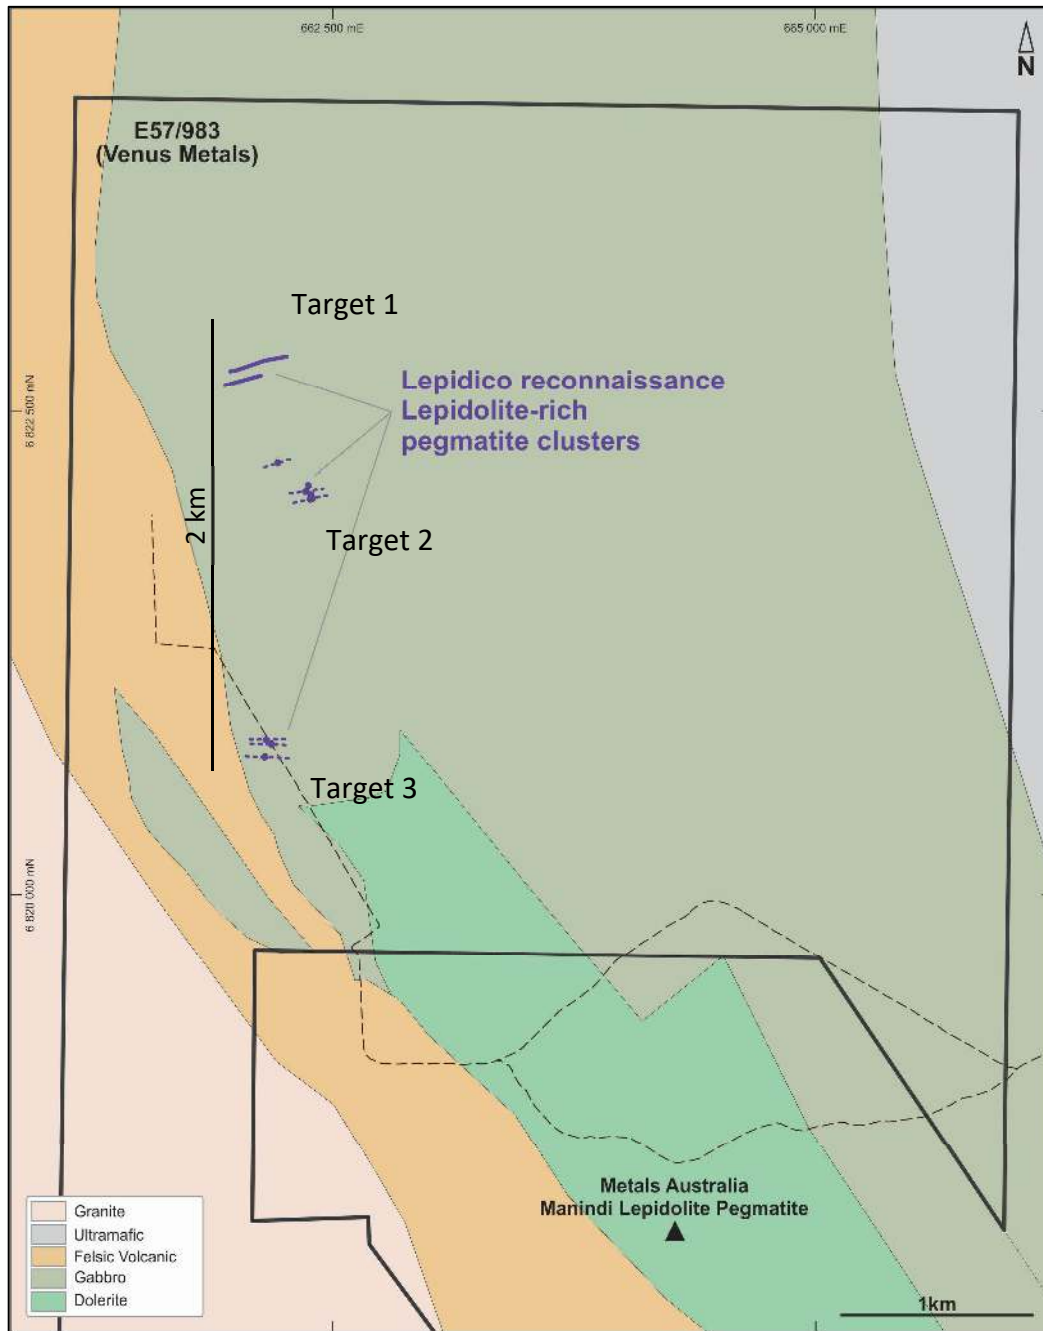 662 500 mE
665 000 mE
N
E57/983
(Venus Metals)
Target 1
Lepidico reconnaissance
Lepidolite-rich
pegmatite clusters
6 822 500 mN
2 km
Target 2
Target 3
6 820 000 mN
Metals Australia
Manindi Lepidolite Pegmatite
Granite
Ultramafic
Felsic Volcanic
Gabbro
Dolerite
1km